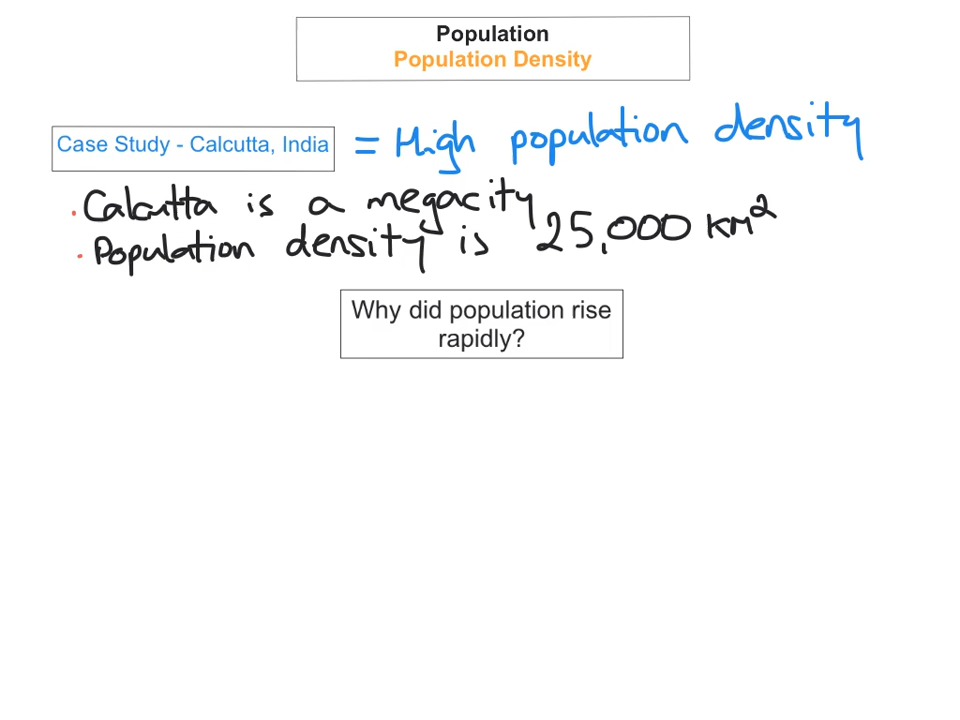 Population
Population Density
Case Study - Calcutta, India = High population density
. Calcutta is a megacity
. Population density is 25,000 KM²
Why did population rise
rapidly?